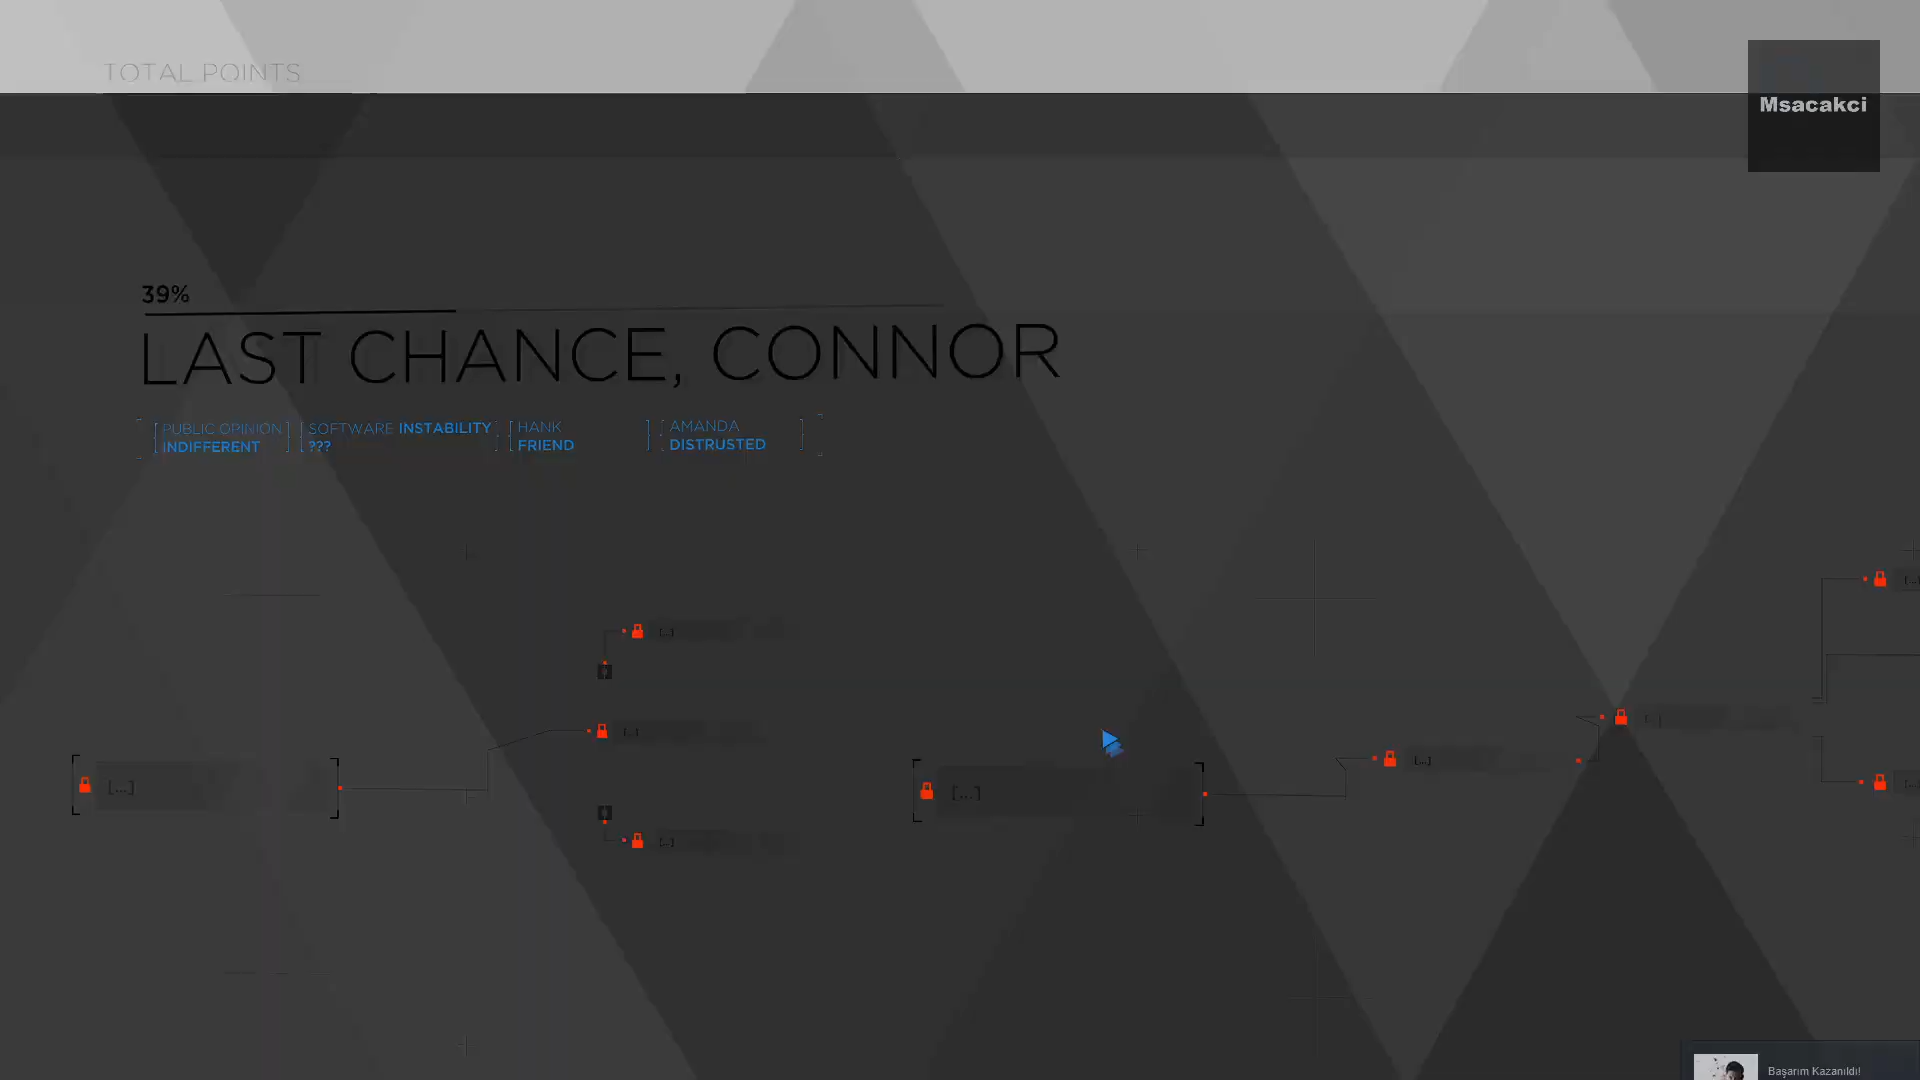 TOTAL POINTS
Msacakci
39%
LAST CHANCE, CONNOR
PUBLIC OPINION
INDIFFERENT
SOFTWARE INSTABILITY
???
HANK
FRIEND
AMANDA
DISTRUSTED
[...]
[...]
[...]
[...]
[...]
[...]
[...]
Başarım Kazanıldı!